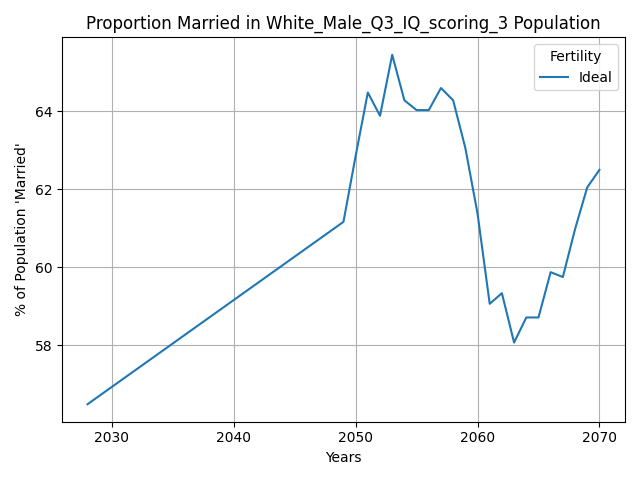 Proportion Married in White_Male_Q3_IQ_scoring_3 Population
Fertility
Ideal
% of Population 'Married'
64
62
60
58
2030 2040 2050 2060 2070
Years